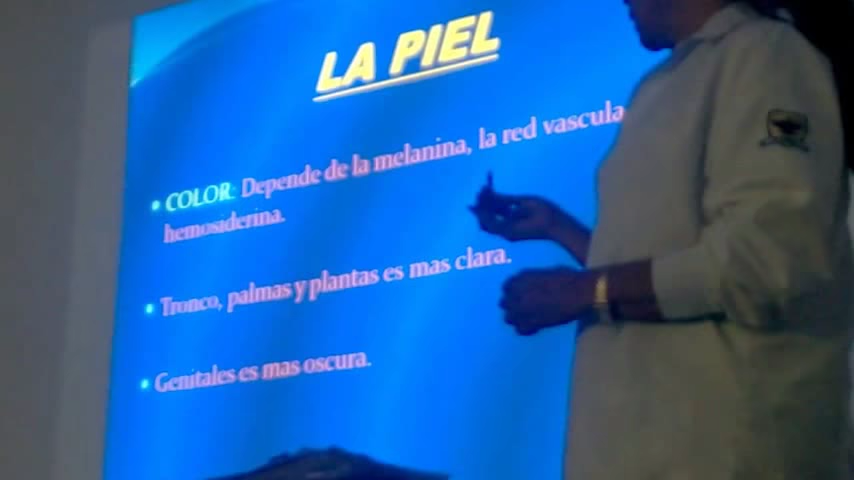 LA PIEL
• COLOR: Depende de la melanina, la red vascula
hemosiderina.
• Tronco, palmas y plantas es mas clara.
• Genitales es mas oscura.